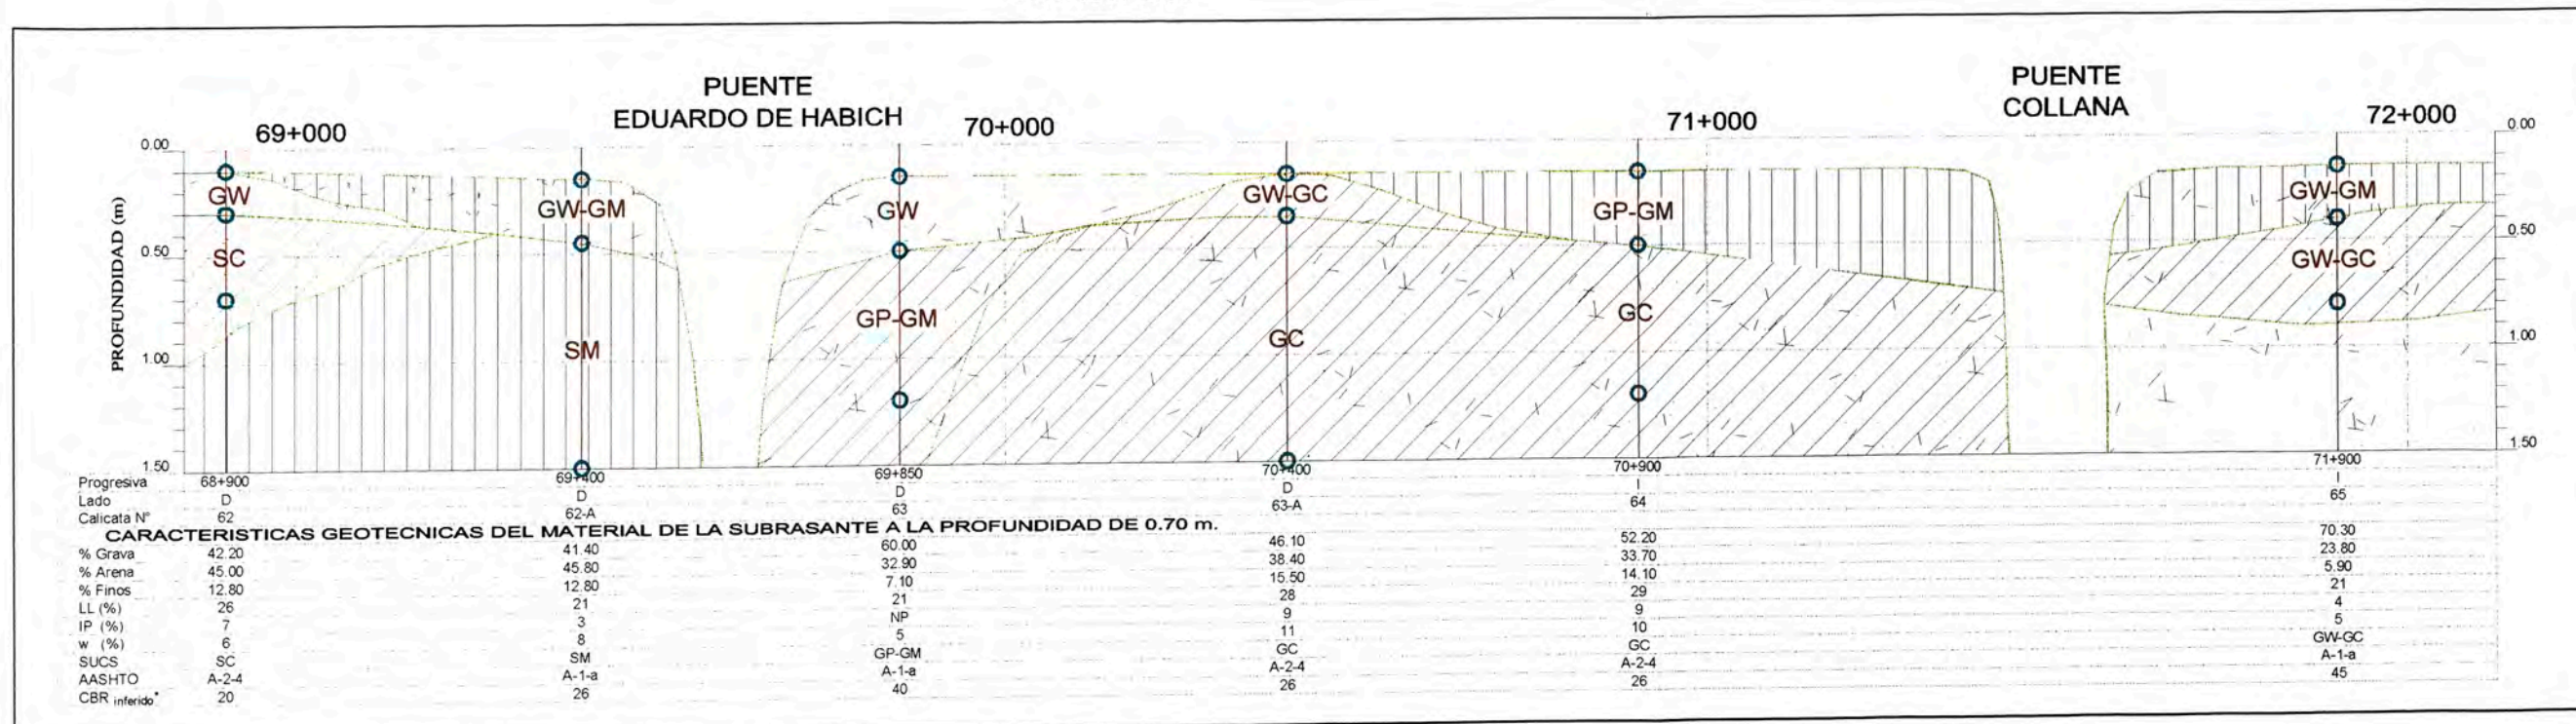 PUENTE
EDUARDO DE HABICH
PUENTE
COLLANA
69+000 70+000 71+000 72+000
PROFUNDIDAD (m)
0.00 0.00
GW GW-GM GW GW-GC GP-GM GW-GM
0.50 0.50
SC GP-GM GC GW-GC
SM GC
1.00 1.00
1.50 1.50
Progresiva 68+900 69+400 69+850 70+400 70+900 71+900
Lado D D D D I I
Calicata N° 62 62-A 63 63-A 64 65
CARACTERISTICAS GEOTECNICAS DEL MATERIAL DE LA SUBRASANTE A LA PROFUNDIDAD DE 0.70 m.
% Grava 42.20 41.40 60.00 46.10 52.20 70.30
% Arena 45.00 45.80 32.90 38.40 33.70 23.80
% Finos 12.80 12.80 7.10 15.50 14.10 5.90
LL (%) 26 21 21 28 29 21
IP (%) 7 3 NP 9 9 4
w (%) 6 8 5 11 10 5
SUCS SC SM GP-GM GC GC GW-GC
AASHTO A-2-4 A-1-a A-1-a A-2-4 A-2-4 A-1-a
CBR inferido* 20 26 40 26 26 45